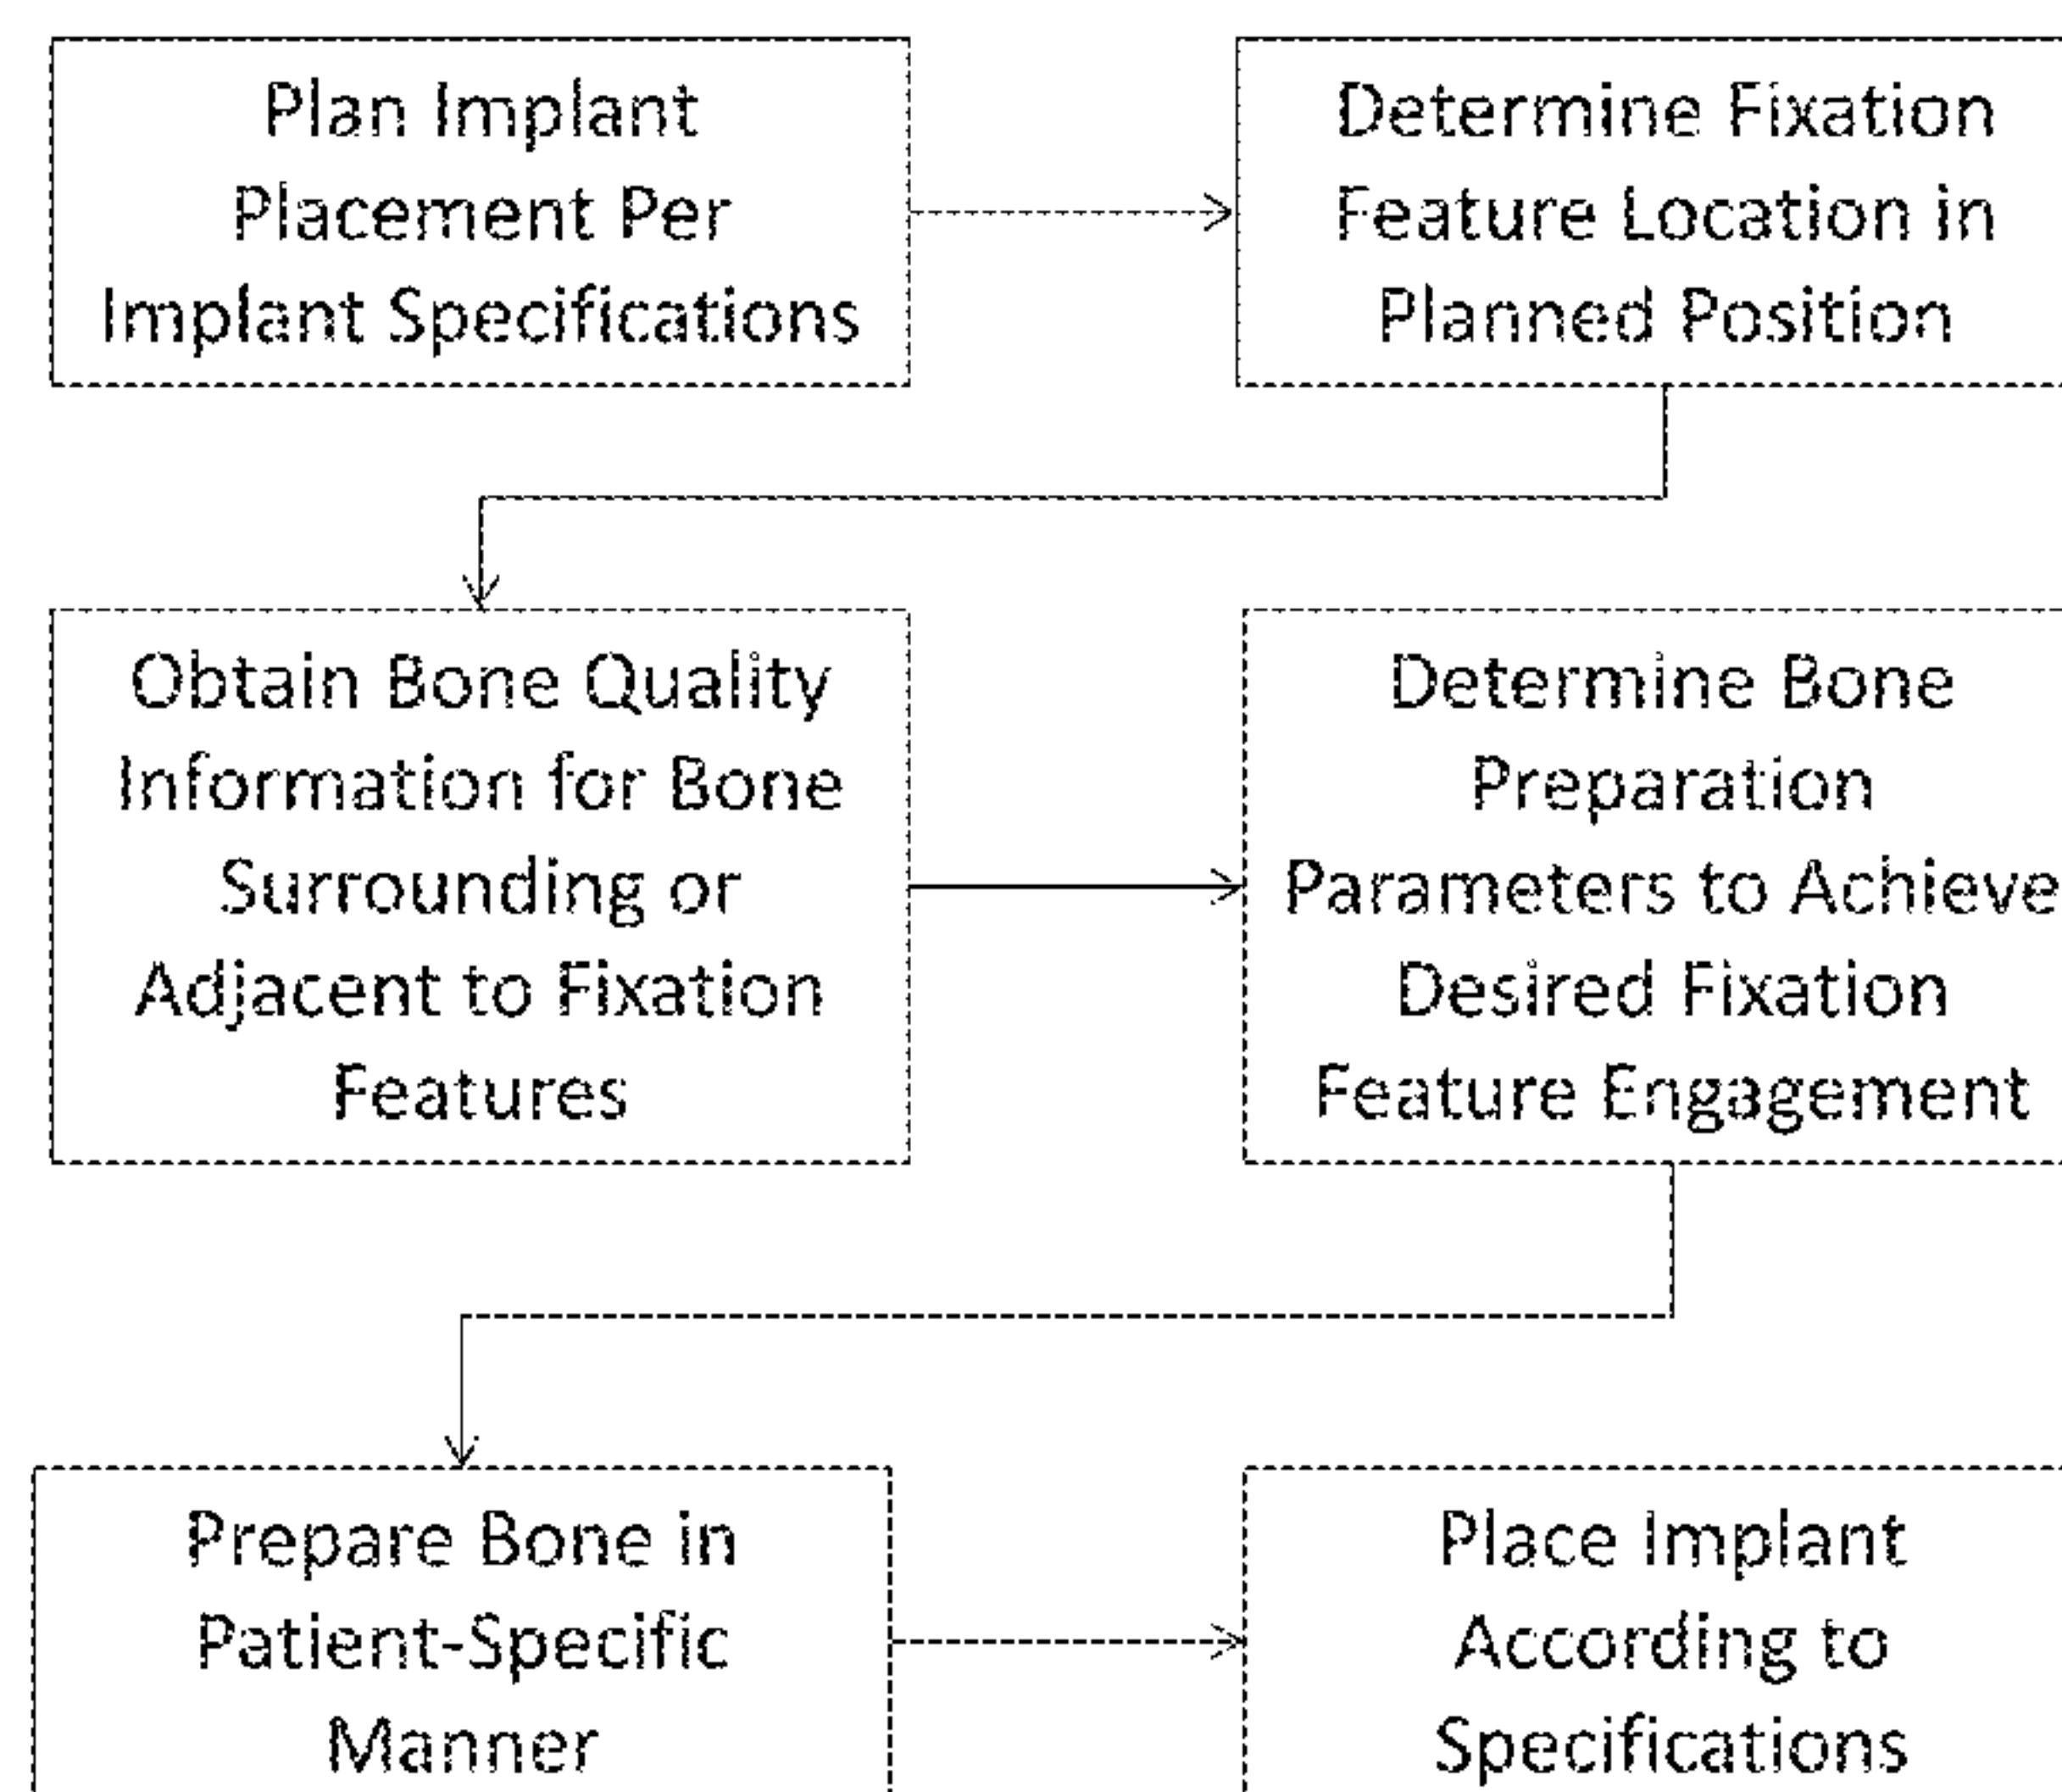 Plan Implant
Placement Per
Implant Specifications
Determine Fixation
Feature Location in
Planned Position
Obtain Bone Quality
Information for Bone
Surrounding or
Adjacent to Fixation
Features
Determine Bone
Preparation
Parameters to Achieve
Desired Fixation
Feature Engagement
Prepare Bone in
Patient-Specific
Manner
Place Implant
According to
Specifications